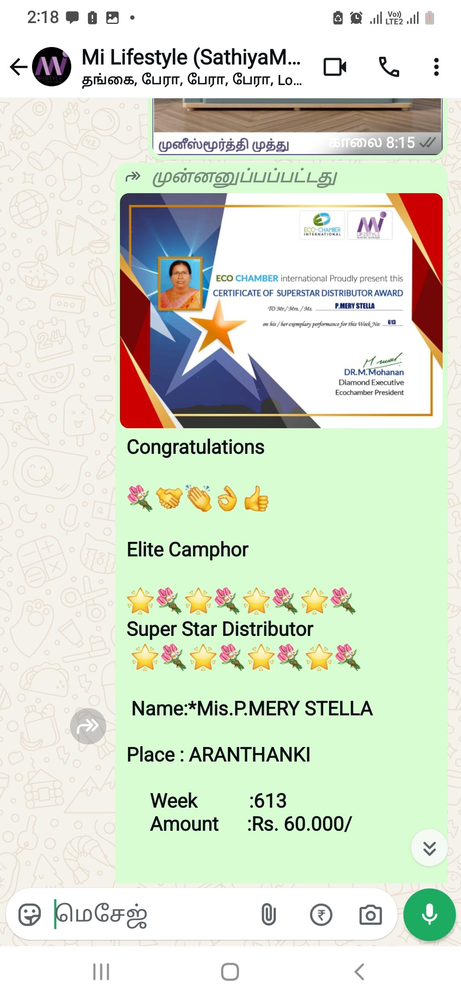 2:18
Vo))
LTE2
Mi Lifestyle (SathiyaM...
தங்கை, பேரா, பேரா, பேரா, Lo...
முனீஸ்மூர்த்தி முத்து
காலை 8:15
முன்னனுப்பப்பட்டது
ECO-CHAMBER
INTERNATIONAL
LIFESTYLE
ECO CHAMBER international Proudly present this
CERTIFICATE OF SUPERSTAR DISTRIBUTOR AWARD
TO Mr./ Mrs. / Ms. P.MERY STELLA
on his / her exemplary performance for this Week No: 613
DR.M.Mohanan
Diamond Executive
Ecochamber President
Congratulations
💐🤝👏👌👍
Elite Camphor
🌟💐🌟💐🌟💐🌟💐
Super Star Distributor
🌟💐🌟💐🌟💐🌟💐
Name:*Mis.P.MERY STELLA
Place : ARANTHANKI
Week :613
Amount :Rs. 60.000/
மெசேஜ்